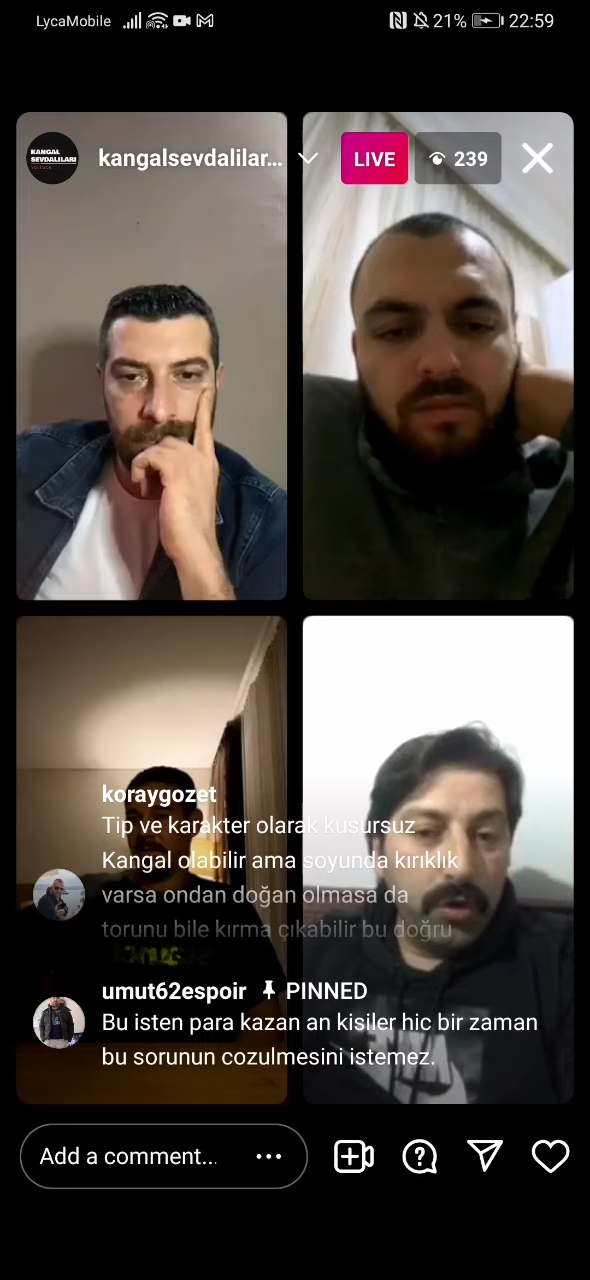 LycaMobile 21% 22:59
KANGAL
SEVDALILARI
kangalsevdalilar... LIVE 239
koraygozet
Tip ve karakter olarak kusursuz
Kangal olabilir ama soyunda kırıklık
varsa ondan doğan olmasa da
torunu bile kırma çıkabilir bu doğru
umut62espoir PINNED
Bu isten para kazan an kisiler hic bir zaman
bu sorunun cozulmesini istemez.
Add a comment...